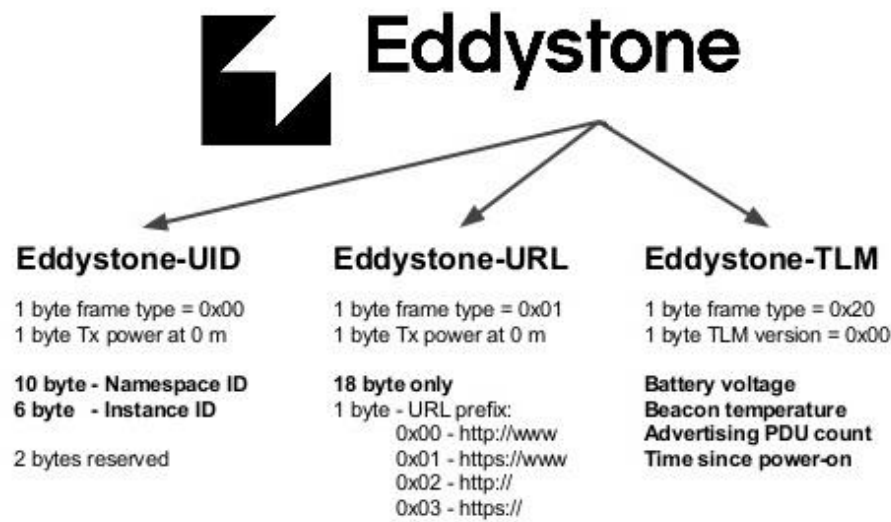 Eddystone
Eddystone-UID
1 byte frame type = 0x00
1 byte Tx power at 0 m
10 byte - Namespace ID
6 byte - Instance ID
2 bytes reserved
Eddystone-URL
1 byte frame type = 0x01
1 byte Tx power at 0 m
18 byte only
1 byte - URL prefix:
0x00 - http://www
0x01 - https://www
0x02 - http://
0x03 - https://
Eddystone-TLM
1 byte frame type = 0x20
1 byte TLM version = 0x00
Battery voltage
Beacon temperature
Advertising PDU count
Time since power-on